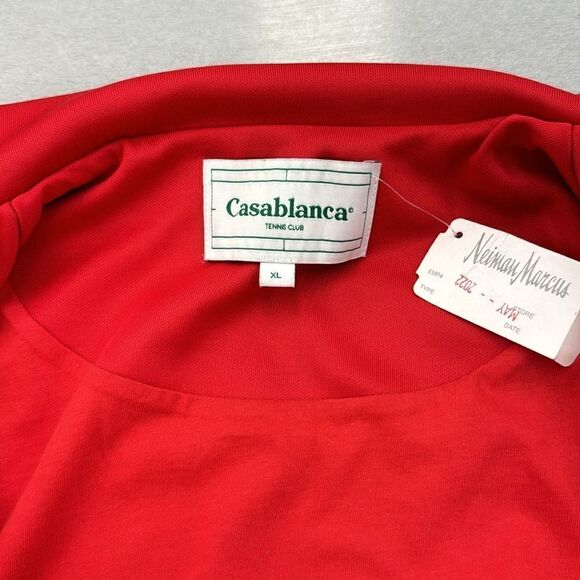 Casablanca©
TENNIS CLUB
XL
Neiman Marcus
EMP#
STORE
TYPE
DATE
MAY - 2022